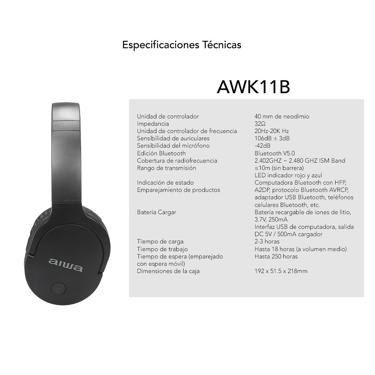 Especificaciones Técnicas
AWK11B
Unidad de controlador 40 mm de neodimio
Impedancia 32Ω
Unidad de controlador de frecuencia 20Hz-20K Hz
Sensibilidad de auriculares 106dB ± 3dB
Sensibilidad del micrófono -42dB
Edición Bluetooth Bluetooth V5.0
Cobertura de radiofrecuencia 2.402GHZ – 2.480 GHZ ISM Band
Rango de transmisión ≤10m (sin barrera)
LED indicador rojo y azul
Indicación de estado Computadora Bluetooth con HFP,
Emparejamiento de productos A2DP, protocolo Bluetooth AVRCP,
adaptador USB Bluetooth, teléfonos
celulares Bluetooth, etc.
Batería Cargar Batería recargable de iones de litio,
3.7V, 250mA
Interfaz USB de computadora, salida
DC 5V / 500mA cargador
Tiempo de carga 2-3 horas
Tiempo de trabajo Hasta 18 horas (a volumen medio)
Tiempo de espera (emparejado Hasta 250 horas
con espera móvil)
Dimensiones de la caja 192 x 51.5 x 218mm
aiwa